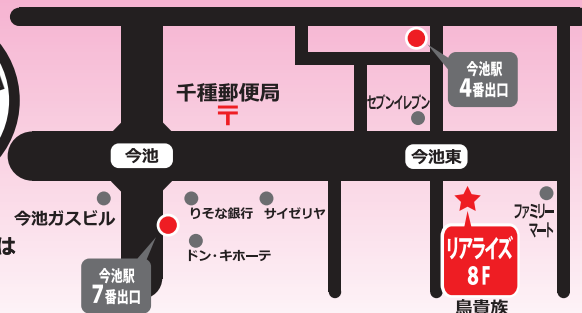 今池駅
4番出口
千種郵便局
〒
セブンイレブン
今池
今池東
今池ガスビル
りそな銀行
サイゼリヤ
ファミリー
マート
は
ドン・キホーテ
リアライズ
8F
今池駅
7番出口
鳥貴族